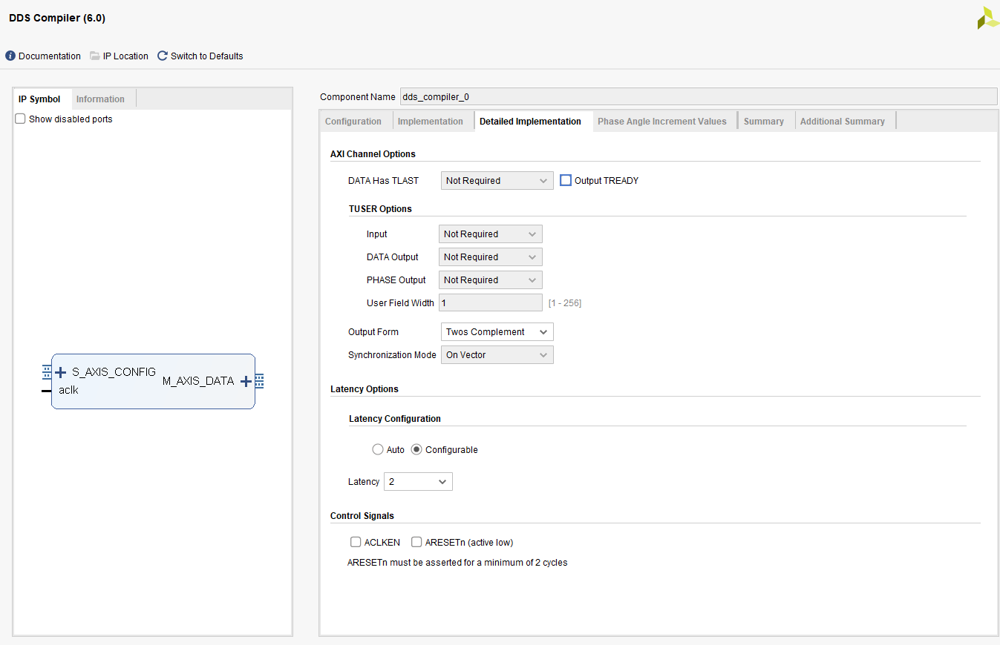 DDS Compiler (6.0)
Documentation IP Location Switch to Defaults
IP Symbol Information
Show disabled ports
S_AXIS_CONFIG
M_AXIS_DATA
aclk
Component Name dds_compiler_0
Configuration Implementation Detailed Implementation Phase Angle Increment Values Summary Additional Summary
AXI Channel Options
DATA Has TLAST Not Required Output TREADY
TUSER Options
Input Not Required
DATA Output Not Required
PHASE Output Not Required
User Field Width 1 [1 - 256]
Output Form Twos Complement
Synchronization Mode On Vector
Latency Options
Latency Configuration
Auto Configurable
Latency 2
Control Signals
ACLKEN ARESETn (active low)
ARESETn must be asserted for a minimum of 2 cycles